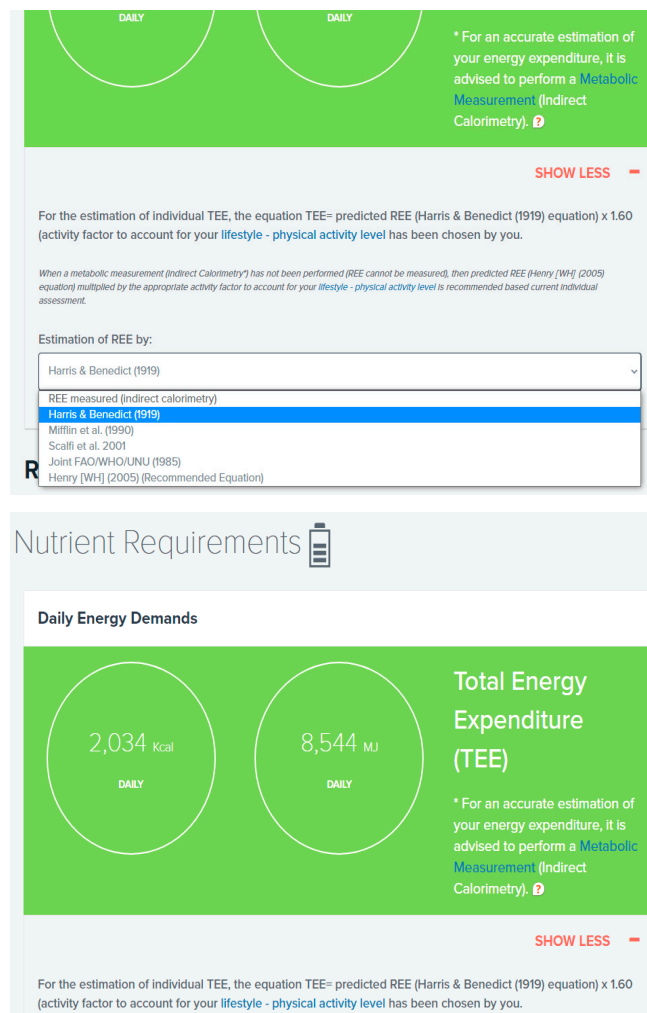 DAILY
DAILY
* For an accurate estimation of
your energy expenditure, it is
advised to perform a Metabolic
Measurement (Indirect
Calorimetry). ?
SHOW LESS −
For the estimation of individual TEE, the equation TEE= predicted REE (Harris & Benedict (1919) equation) x 1.60
(activity factor to account for your lifestyle - physical activity level has been chosen by you.
When a metabolic measurement (Indirect Calorimetry*) has not been performed (REE cannot be measured), then predicted REE (Henry [WH] (2005)
equation) multiplied by the appropriate activity factor to account for your lifestyle - physical activity level is recommended based current individual
assessment.
Estimation of REE by:
Harris & Benedict (1919)
REE measured (indirect calorimetry)
Harris & Benedict (1919)
Mifflin et al. (1990)
Scalfi et al. 2001
Joint FAO/WHO/UNU (1985)
R
Henry [WH] (2005) (Recommended Equation)
Nutrient Requirements
Daily Energy Demands
2,034 Kcal
DAILY
8,544 MJ
DAILY
Total Energy
Expenditure
(TEE)
* For an accurate estimation of
your energy expenditure, it is
advised to perform a Metabolic
Measurement (Indirect
Calorimetry). ?
SHOW LESS −
For the estimation of individual TEE, the equation TEE= predicted REE (Harris & Benedict (1919) equation) x 1.60
(activity factor to account for your lifestyle - physical activity level has been chosen by you.